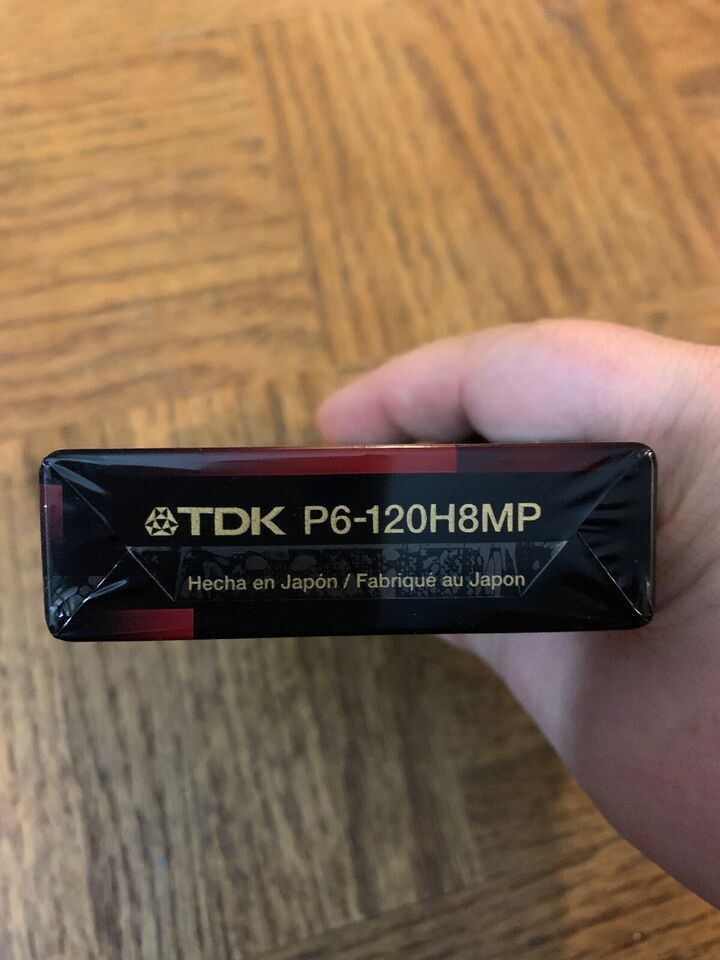 TDK P6-120H8MP
Hecha en Japón / Fabriqué au Japon